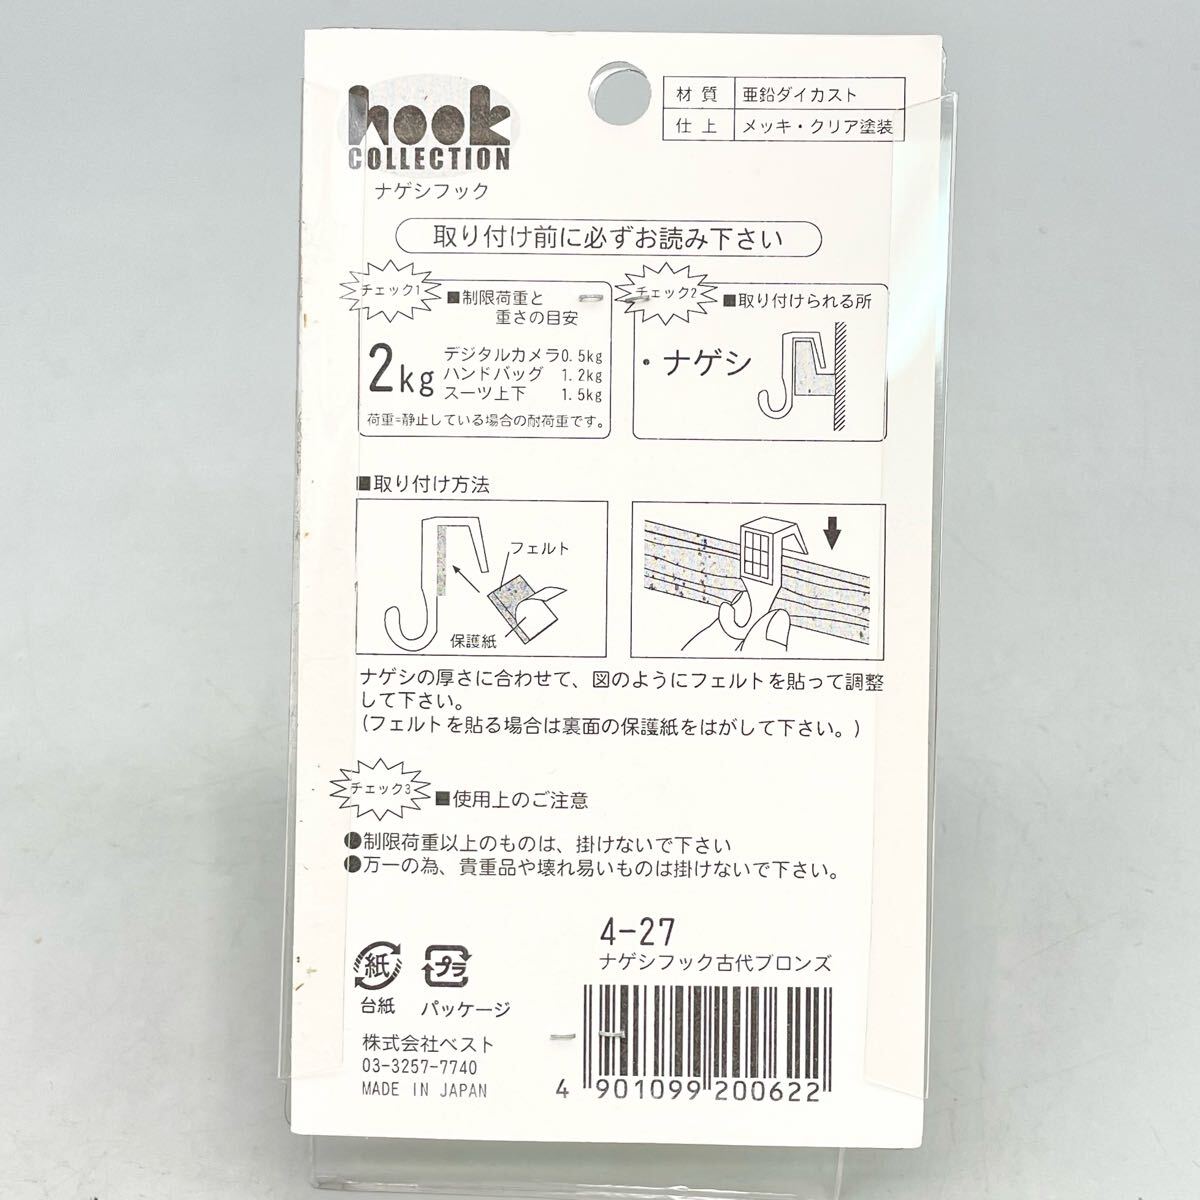 hook
COLLECTION
ナゲシフック
材質 亜鉛ダイカスト
仕上 メッキ・クリア塗装
取り付け前に必ずお読み下さい
チェック1
■制限荷重と
重さの目安
2kg
デジタルカメラ0.5kg
ハンドバッグ 1.2kg
スーツ上下 1.5kg
荷重=静止している場合の耐荷重です。
チェック2
■取り付けられる所
・ナゲシ
■取り付け方法
フェルト
保護紙
ナゲシの厚さに合わせて、図のようにフェルトを貼って調整
して下さい。
(フェルトを貼る場合は裏面の保護紙をはがして下さい。)
チェック3
■使用上のご注意
●制限荷重以上のものは、掛けないで下さい
●万一の為、貴重品や壊れ易いものは掛けないで下さい。
4-27
ナゲシフック古代ブロンズ
紙
台紙
プラ
パッケージ
株式会社ベスト
03-3257-7740
MADE IN JAPAN
4 901099 200622